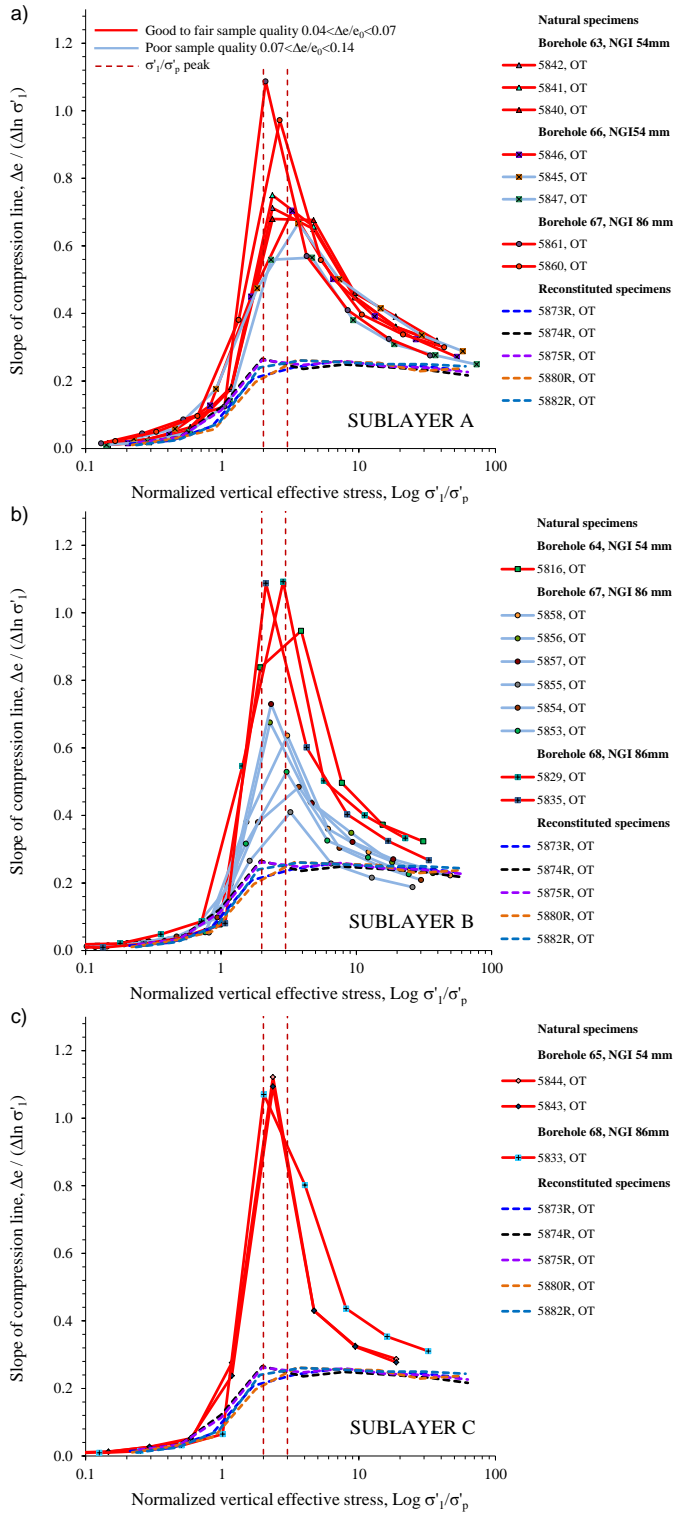 a)
Good to fair sample quality 0.04<Δe/e₀<0.07
Poor sample quality 0.07<Δe/e₀<0.14
σ'₁/σ'ₚ peak
Slope of compression line, Δe / (Δln σ'₁)
1.2
1.0
0.8
0.6
0.4
0.2
0.0
0.1
1
10
100
SUBLAYER A
Normalized vertical effective stress, Log σ'₁/σ'ₚ
Natural specimens
Borehole 63, NGI 54mm
5842, OT
5841, OT
5840, OT
Borehole 66, NGI54 mm
5846, OT
5845, OT
5847, OT
Borehole 67, NGI 86 mm
5861, OT
5860, OT
Reconstituted specimens
5873R, OT
5874R, OT
5875R, OT
5880R, OT
5882R, OT
b)
Slope of compression line, Δe / (Δln σ'₁)
1.2
1.0
0.8
0.6
0.4
0.2
0.0
0.1
1
10
100
SUBLAYER B
Normalized vertical effective stress, Log σ'₁/σ'ₚ
Natural specimens
Borehole 64, NGI 54 mm
5816, OT
Borehole 67, NGI 86 mm
5858, OT
5856, OT
5857, OT
5855, OT
5854, OT
5853, OT
Borehole 68, NGI 86mm
5829, OT
5835, OT
Reconstituted specimens
5873R, OT
5874R, OT
5875R, OT
5880R, OT
5882R, OT
c)
Slope of compression line, Δe / (Δln σ'₁)
1.2
1.0
0.8
0.6
0.4
0.2
0.0
0.1
1
10
100
SUBLAYER C
Normalized vertical effective stress, Log σ'₁/σ'ₚ
Natural specimens
Borehole 65, NGI 54 mm
5844, OT
5843, OT
Borehole 68, NGI 86mm
5833, OT
Reconstituted specimens
5873R, OT
5874R, OT
5875R, OT
5880R, OT
5882R, OT